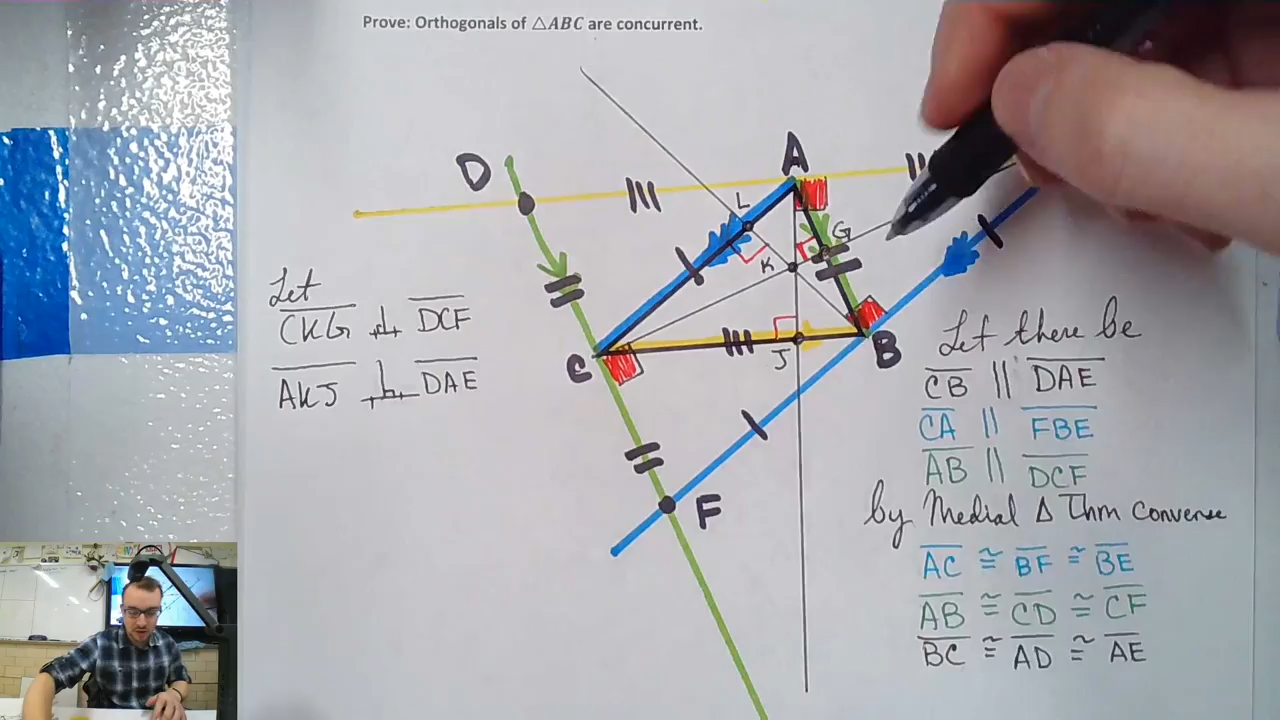 Prove: Orthogonals of △ABC are concurrent.
D
A
L
G
K
Let
CKG ⊥ DCF
AKJ ⊥ DAE
C
J
B
F
Let there be
CB || DAE
CA || FBE
AB || DCF
by Medial Δ Thm converse
AC ≅ BF ≅ BE
AB ≅ CD ≅ CF
BC ≅ AD ≅ AE